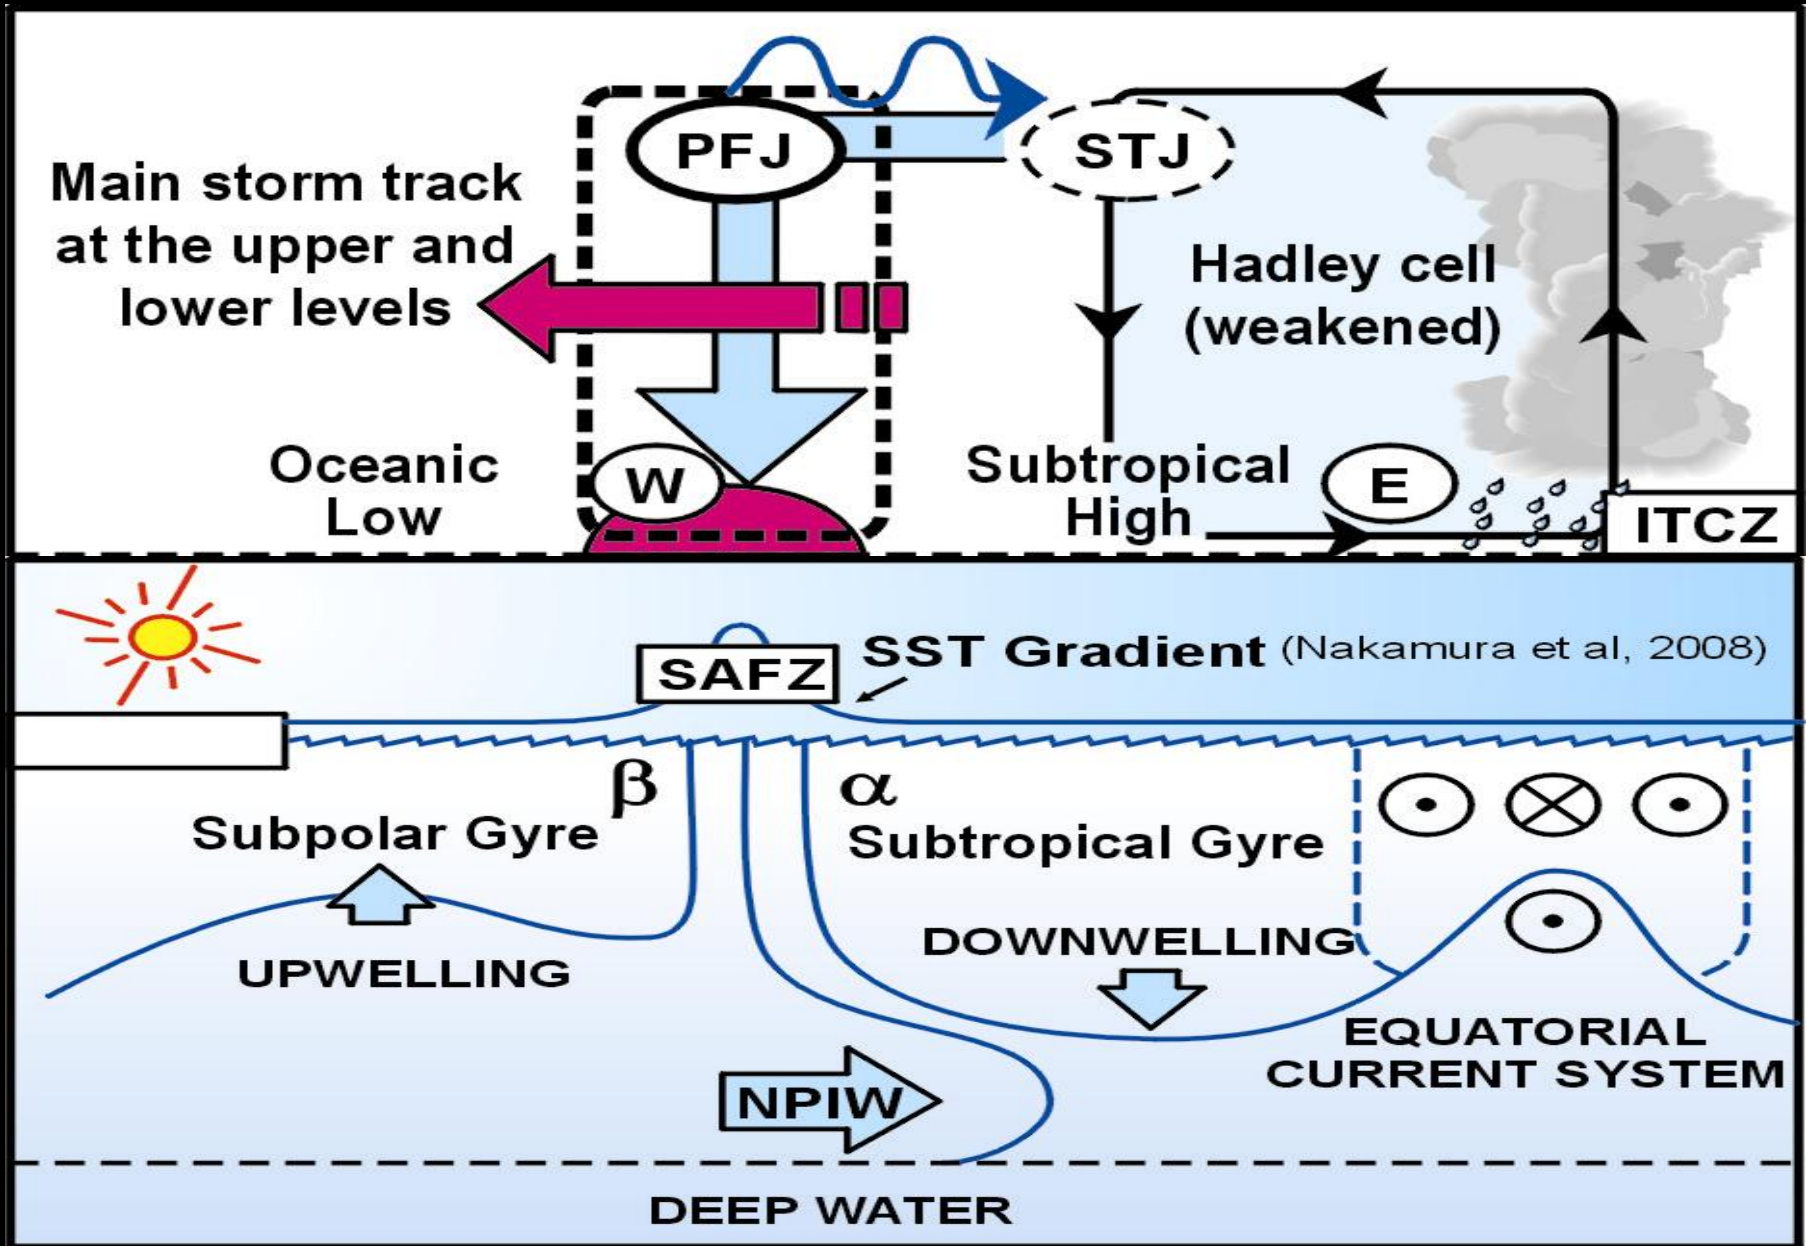 PFJ
STJ
Main storm track
at the upper and
lower levels
Hadley cell
(weakened)
Oceanic
Low
W
Subtropical
High
E
ITCZ
SAFZ
SST Gradient (Nakamura et al, 2008)
β
α
Subpolar Gyre
Subtropical Gyre
UPWELLING
DOWNWELLING
EQUATORIAL
CURRENT SYSTEM
NPIW
DEEP WATER